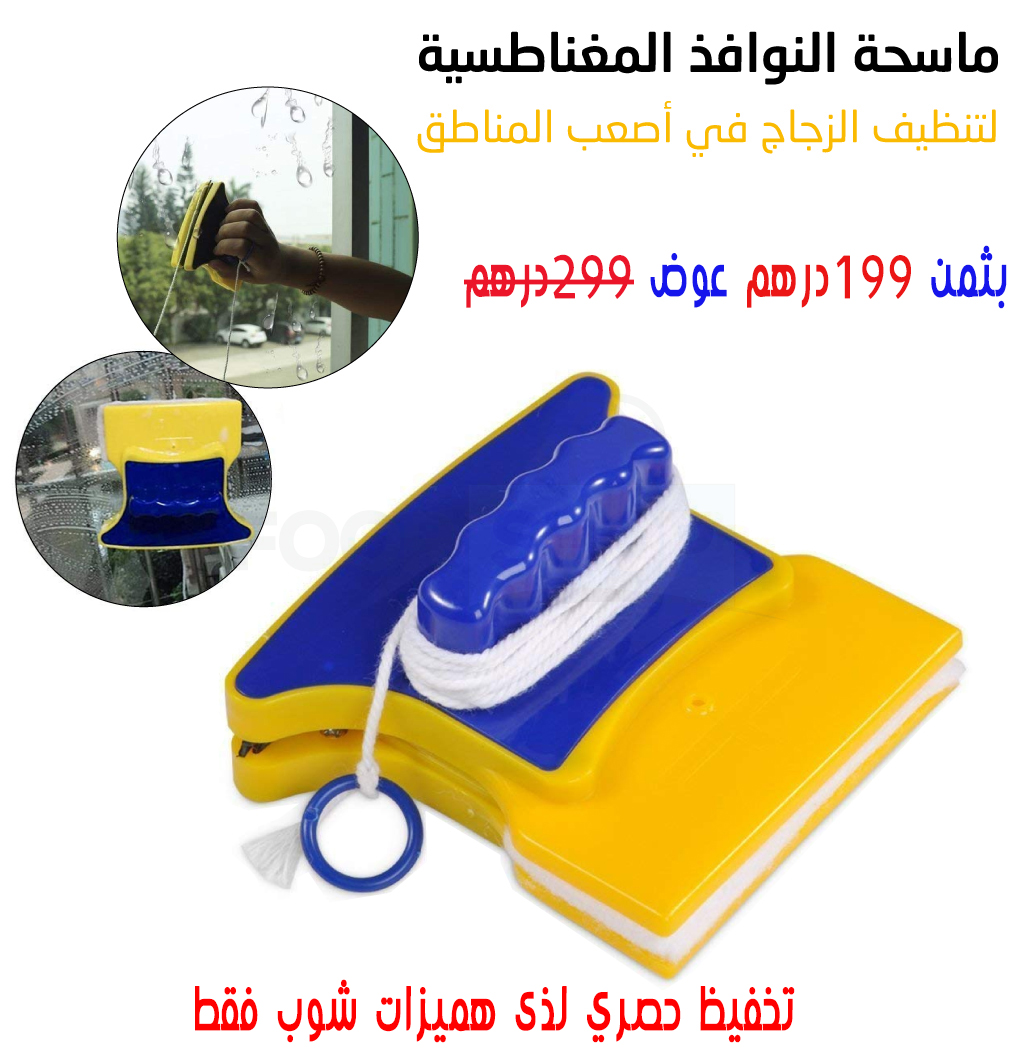 ماسحة النوافذ المغناطسية
لتنظيف الزجاج في أصعب المناطق
بثمن 199درهم عوض 299درهم
تخفيظ حصري لذى هميزات شوب فقط